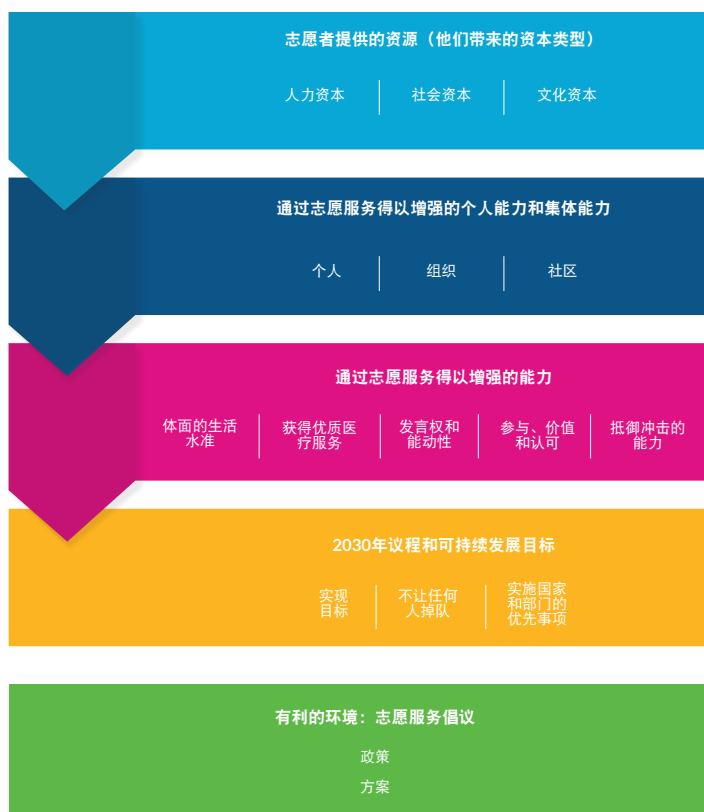 志愿者提供的资源（他们带来的资本类型）
人力资本
社会资本
文化资本
通过志愿服务得以增强的个人能力和集体能力
个人
组织
社区
通过志愿服务得以增强的能力
体面的生活
水准
获得优质医
疗服务
发言权和
能动性
参与、价值
和认可
抵御冲击的
能力
2030年议程和可持续发展目标
实现
目标
不让任何
人掉队
实施国家
和部门的
优先事项
有利的环境：志愿服务倡议
政策
方案